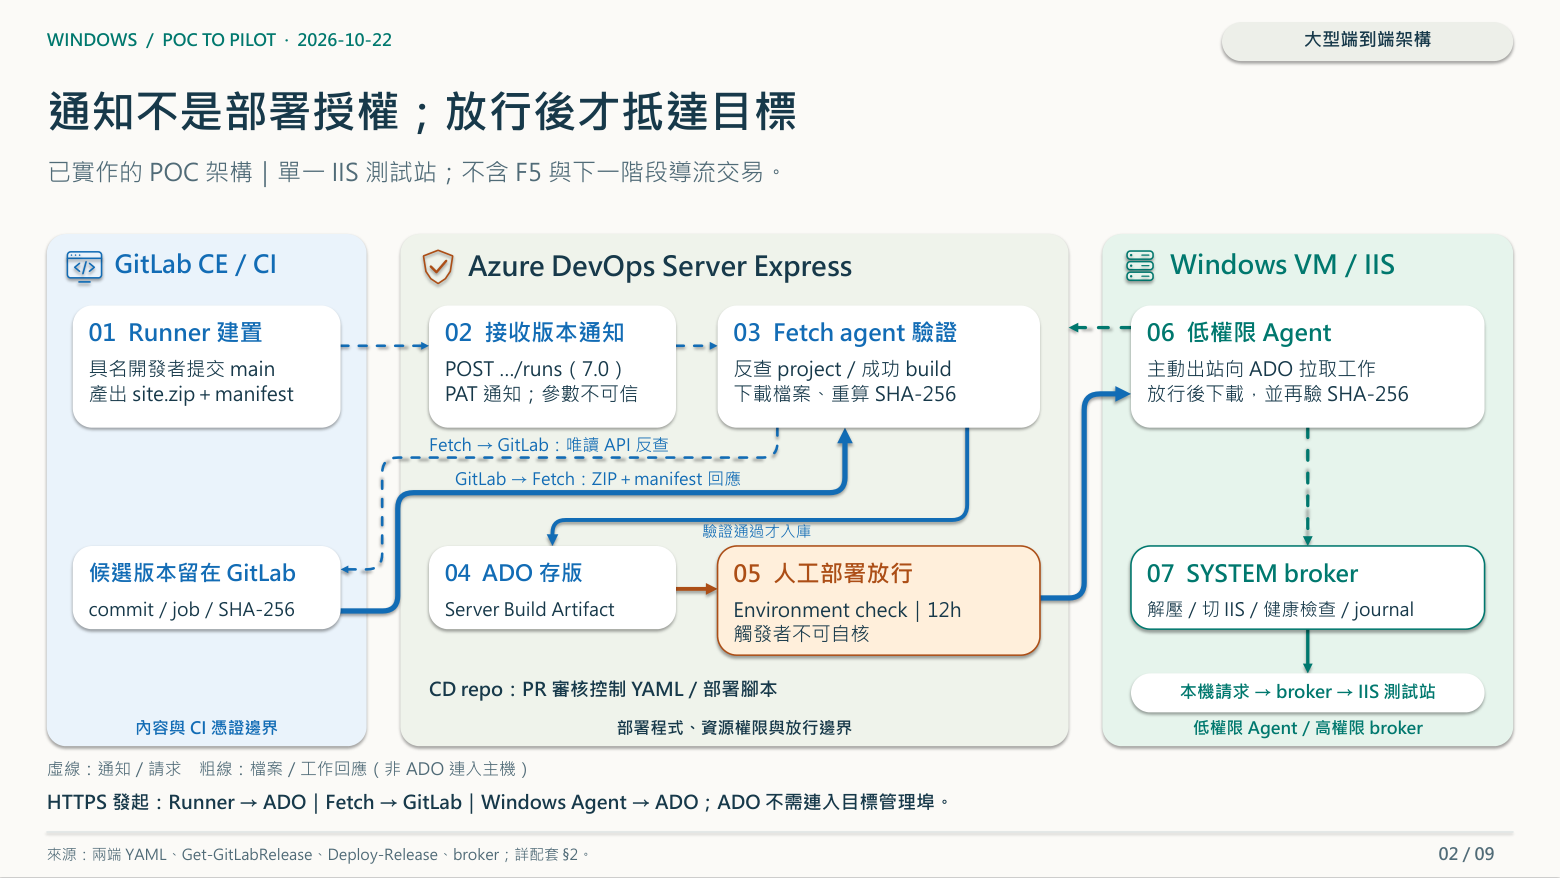 WINDOWS / POC TO PILOT · 2026-10-22
大型端到端架構
通知不是部署授權；放行後才抵達目標
已實作的 POC 架構｜單一 IIS 測試站；不含 F5 與下一階段導流交易。
GitLab CE / CI
01 Runner 建置
具名開發者提交 main
產出 site.zip + manifest
候選版本留在 GitLab
commit / job / SHA-256
內容與 CI 憑證邊界
Azure DevOps Server Express
02 接收版本通知
POST .../runs（7.0）
PAT 通知；參數不可信
03 Fetch agent 驗證
反查 project / 成功 build
下載檔案、重算 SHA-256
Fetch → GitLab：唯讀 API 反查
GitLab → Fetch：ZIP + manifest 回應
驗證通過才入庫
04 ADO 存版
Server Build Artifact
05 人工部署放行
Environment check｜12h
觸發者不可自核
CD repo：PR 審核控制 YAML / 部署腳本
部署程式、資源權限與放行邊界
Windows VM / IIS
06 低權限 Agent
主動出站向 ADO 拉取工作
放行後下載，並再驗 SHA-256
07 SYSTEM broker
解壓 / 切 IIS / 健康檢查 / journal
本機請求 → broker → IIS 測試站
低權限 Agent / 高權限 broker
虛線：通知 / 請求　粗線：檔案 / 工作回應（非 ADO 連入主機）
HTTPS 發起：Runner → ADO｜Fetch → GitLab｜Windows Agent → ADO；ADO 不需連入目標管理埠。
來源：兩端 YAML、Get-GitLabRelease、Deploy-Release、broker；詳配套 §2。
02 / 09